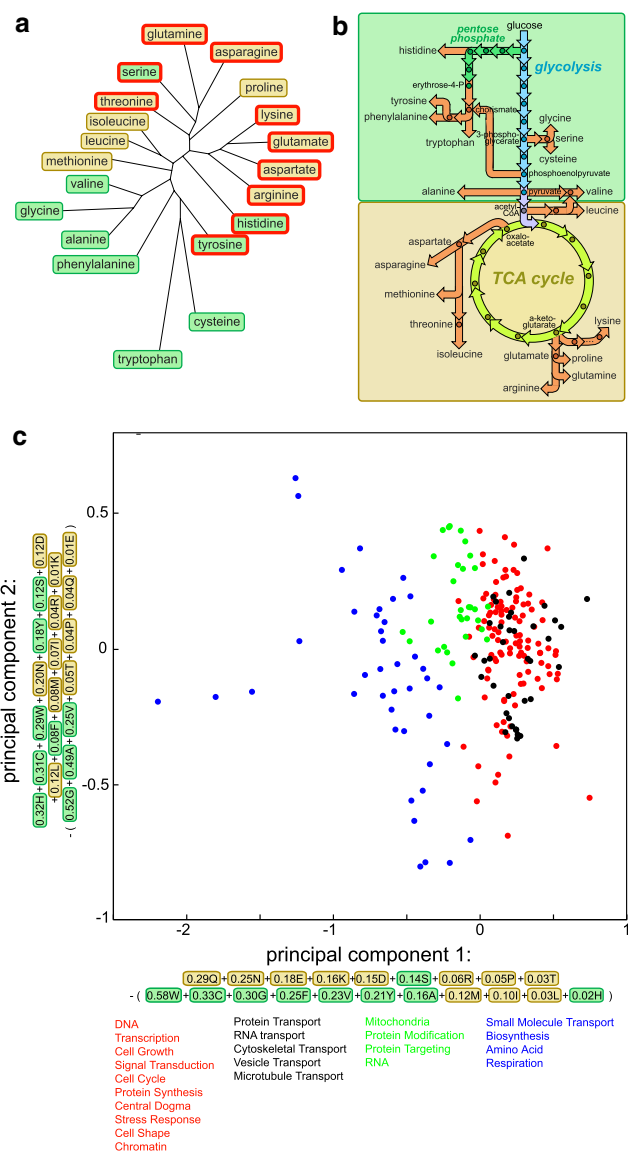 a
glutamine
asparagine
serine
proline
threonine
lysine
isoleucine
leucine
glutamate
methionine
aspartate
valine
arginine
glycine
histidine
alanine
tyrosine
phenylalanine
cysteine
tryptophan
b
glucose
pentose
phosphate
histidine
glycolysis
erythrose-4-P
tyrosine
chorismate
phenylalanine
glycine
3-phospho-
glycerate
serine
tryptophan
cysteine
phosphoenolpyruvate
alanine
pyruvate
valine
acetyl-
CoA
leucine
oxalo-
acetate
aspartate
asparagine
TCA cycle
methionine
a-keto-
glutarate
lysine
threonine
isoleucine
glutamate
proline
glutamine
arginine
c
principal component 2:
0.32H + 0.31C + 0.29W + 0.20N + 0.18Y + 0.12S + 0.12D
+ 0.12L + 0.08F + 0.08M + 0.07I + 0.04R + 0.01K
- ( 0.52G + 0.49A + 0.25V + 0.05T + 0.04P + 0.04Q + 0.01E )
0.5
0
-0.5
-1
-2
-1
0
1
principal component 1:
0.29Q + 0.25N + 0.18E + 0.16K + 0.15D + 0.14S + 0.06R + 0.05P + 0.03T
- ( 0.58W + 0.33C + 0.30G + 0.25F + 0.23V + 0.21Y + 0.16A + 0.12M + 0.10I + 0.03L + 0.02H )
DNA
Transcription
Cell Growth
Signal Transduction
Cell Cycle
Protein Synthesis
Central Dogma
Stress Response
Cell Shape
Chromatin
Protein Transport
RNA transport
Cytoskeletal Transport
Vesicle Transport
Microtubule Transport
Mitochondria
Protein Modification
Protein Targeting
RNA
Small Molecule Transport
Biosynthesis
Amino Acid
Respiration